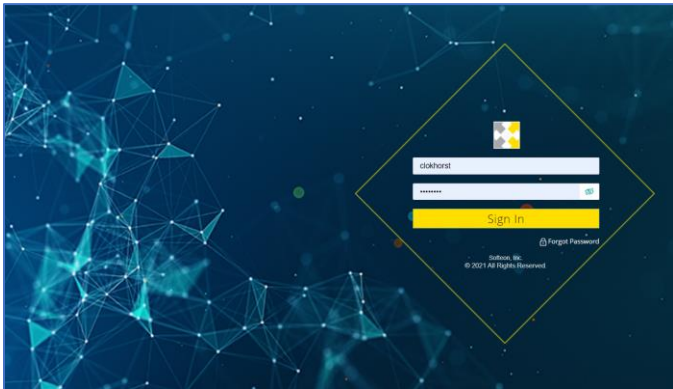 clokhorst
••••••••
Sign In
Forgot Password
Softeon, Inc.
© 2021 All Rights Reserved